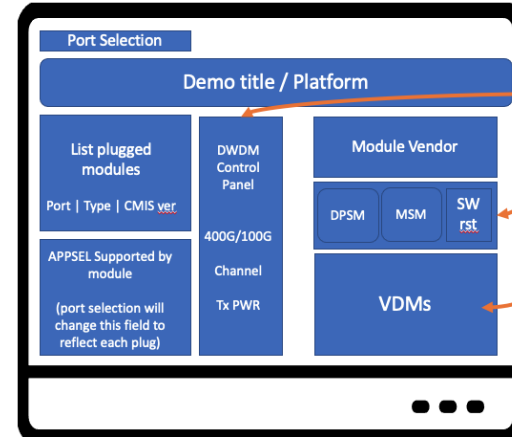 Port Selection
Demo title / Platform
List plugged
modules
Port | Type | CMIS ver
APPSEL Supported by
module
(port selection will
change this field to
reflect each plug)
DWDM
Control
Panel
400G/100G
Channel
Tx PWR
Module Vendor
DPSM
MSM
SW
rst
VDMs